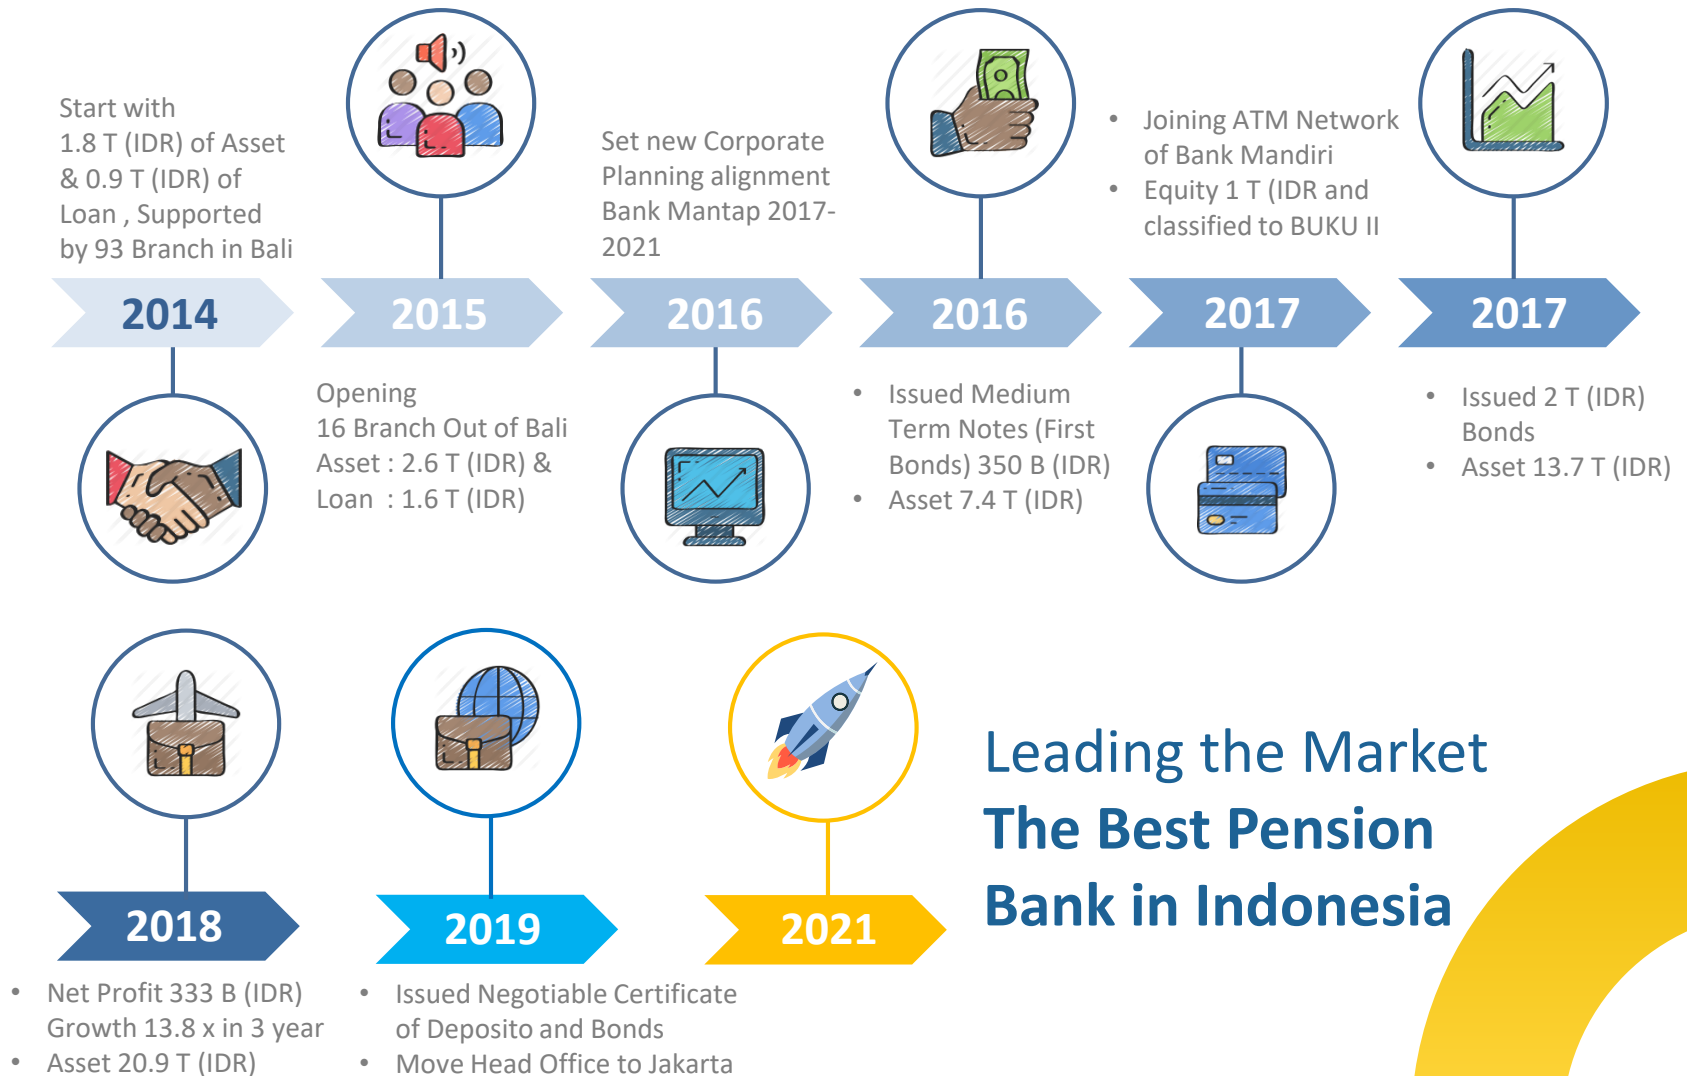 Start with
1.8 T (IDR) of Asset
& 0.9 T (IDR) of
Loan , Supported
by 93 Branch in Bali
2014
2015
Opening
16 Branch Out of Bali
Asset : 2.6 T (IDR) &
Loan : 1.6 T (IDR)
Set new Corporate
Planning alignment
Bank Mantap 2017-
2021
2016
2016
• Issued Medium
Term Notes (First
Bonds) 350 B (IDR)
• Asset 7.4 T (IDR)
• Joining ATM Network
of Bank Mandiri
• Equity 1 T (IDR and
classified to BUKU II
2017
2017
• Issued 2 T (IDR)
Bonds
• Asset 13.7 T (IDR)
2018
• Net Profit 333 B (IDR)
Growth 13.8 x in 3 year
• Asset 20.9 T (IDR)
2019
• Issued Negotiable Certificate
of Deposito and Bonds
• Move Head Office to Jakarta
2021
Leading the Market
The Best Pension
Bank in Indonesia